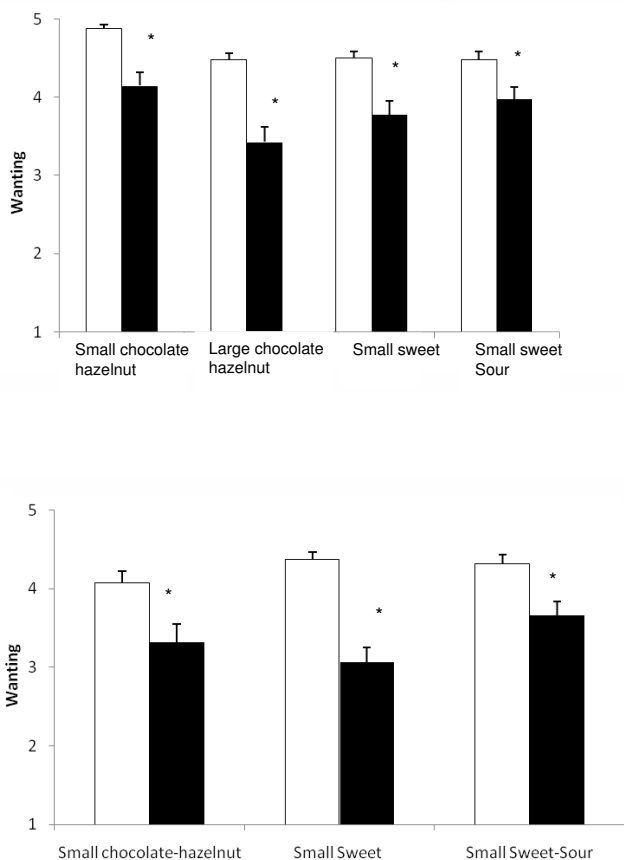 5
*
*
*
*
4
3
2
1
Wanting
Small chocolate
hazelnut
Large chocolate
hazelnut
Small sweet
Small sweet
Sour
5
*
*
*
4
3
2
1
Wanting
Small chocolate-hazelnut
Small Sweet
Small Sweet-Sour